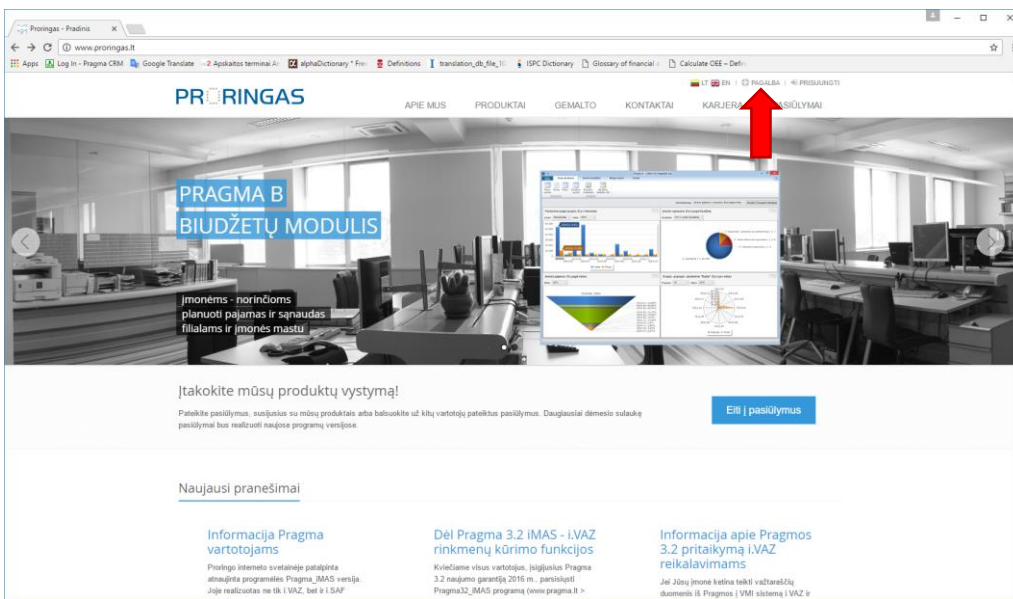 Proringas - Pradinis
www.proringas.lt
Apps Log In - Pragma CRM Google Translate Apskaitos terminai A alphaDictionary * Fre Definitions translation_db_file_1 ISPC Dictionary Glossary of financial Calculate OEE – Defin
LT EN | PAGALBA | PRISIJUNGTI
PRORINGAS
APIE MUS PRODUKTAI GEMALTO KONTAKTAI KARJERA PASIŪLYMAI
PRAGMA B
BIUDŽETŲ MODULIS
įmonėms - norinčioms
planuoti pajamas ir sąnaudas
filialams ir įmonės mastu
Įtakokite mūsų produktų vystymą!
Pateikite pasiūlymus, susijusius su mūsų produktais arba balsuokite už kitų vartotojų pateiktus pasiūlymus. Daugiausiai dėmesio sulaukę
pasiūlymai bus realizuoti naujose programų versijose.
Eiti į pasiūlymus
Naujausi pranešimai
Informacija Pragma
vartotojams
Proringo interneto svetainėje patalpinta
atnaujinta programėlės Pragma_iMAS versija.
Joje realizuotas ne tik i.VAZ, bet ir i.SAF
Dėl Pragma 3.2 iMAS - i.VAZ
rinkmenų kūrimo funkcijos
Kviečiame visus vartotojus, įsigijusius Pragma
3.2 naujumo garantiją 2016 m., parsisiųsti
Pragma32_iMAS programą (www.pragma.lt >
Informacija apie Pragmos
3.2 pritaikymą i.VAZ
reikalavimams
Jei Jūsų įmonė ketina teikti važtaraščių
duomenis iš Pragmos į VMI sistemą i.VAZ ir